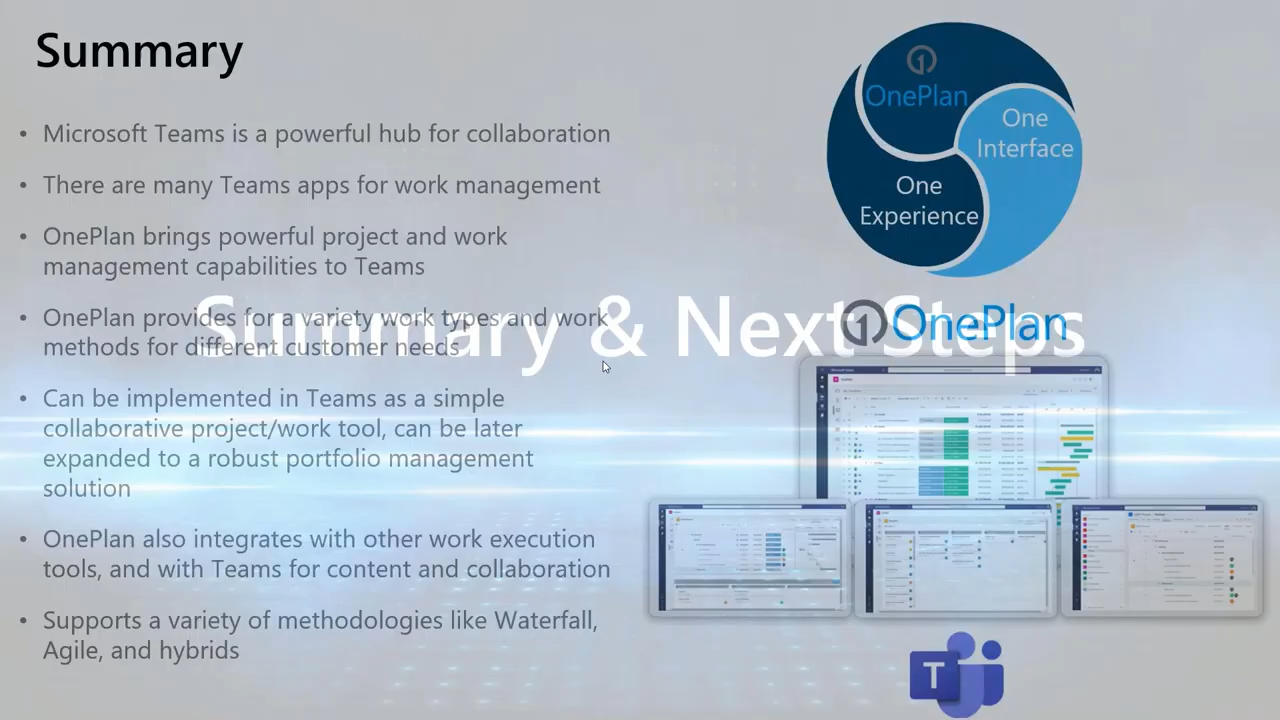 Summary
• Microsoft Teams is a powerful hub for collaboration
• There are many Teams apps for work management
• OnePlan brings powerful project and work
management capabilities to Teams
• OnePlan provides for a variety work types and work
methods for different customer needs
• Can be implemented in Teams as a simple
collaborative project/work tool, can be later
expanded to a robust portfolio management
solution
• OnePlan also integrates with other work execution
tools, and with Teams for content and collaboration
• Supports a variety of methodologies like Waterfall,
Agile, and hybrids
Summary & Next Steps
OnePlan
One
Interface
One
Experience
OnePlan
T